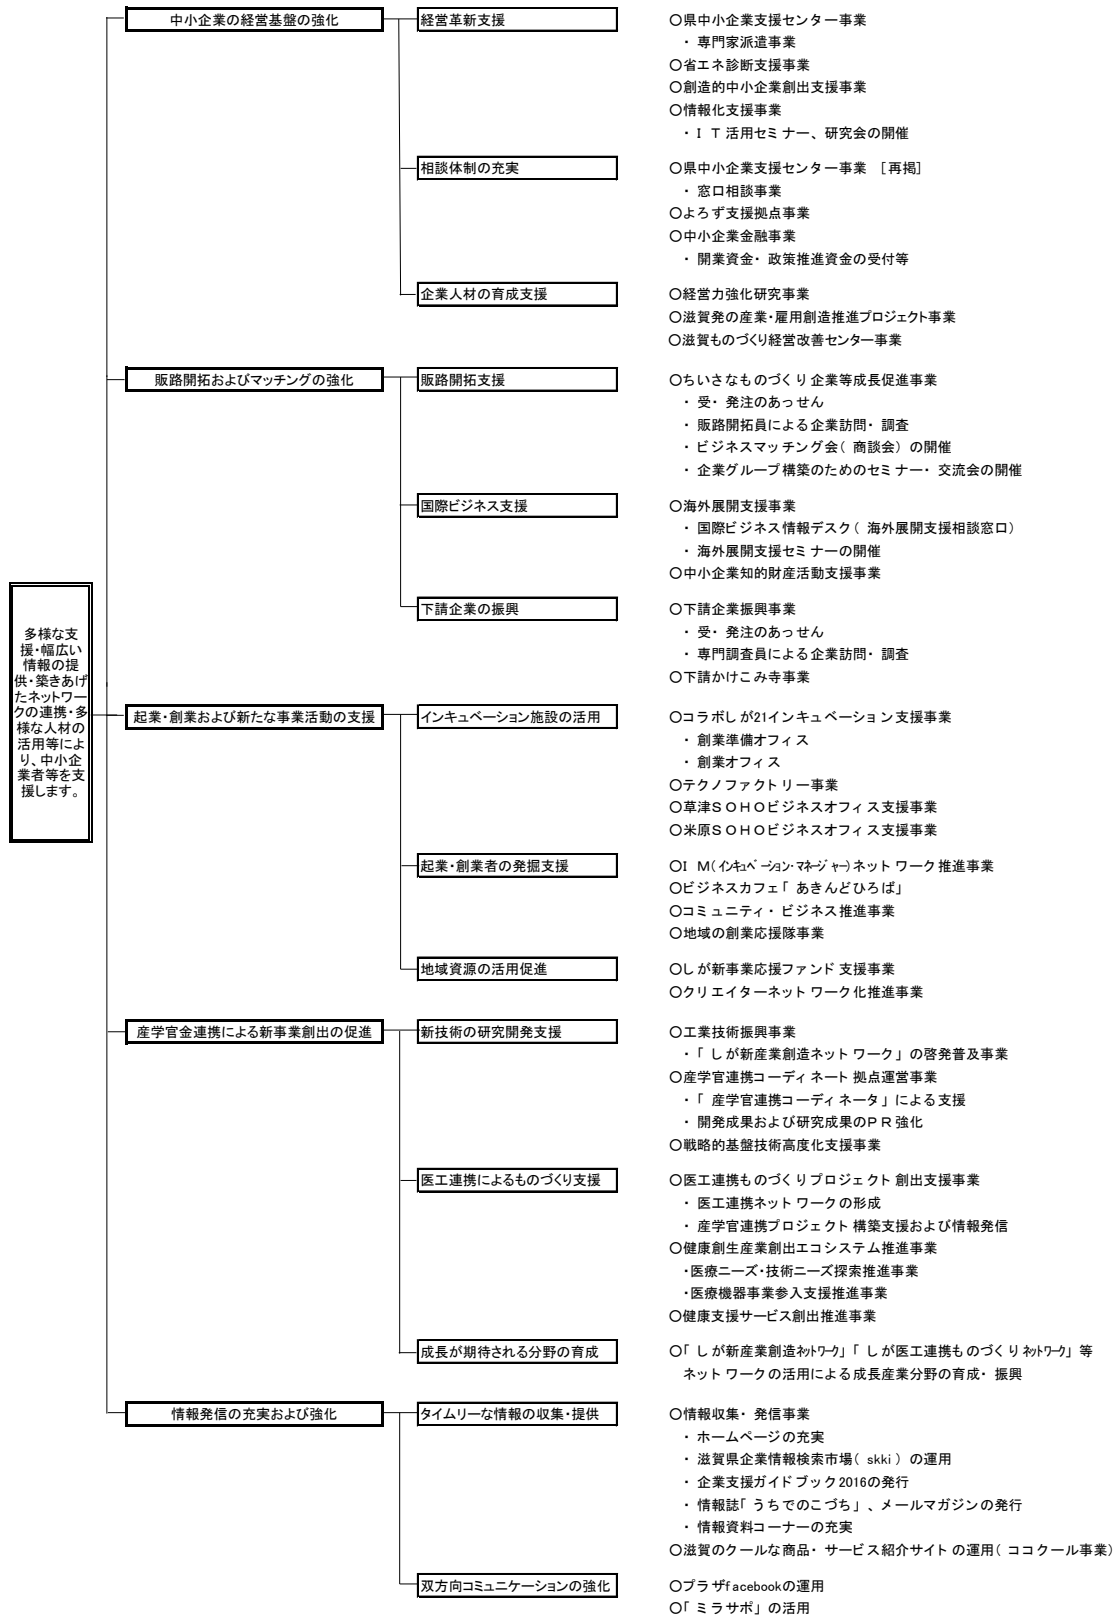 多様な支
援・幅広い
情報の提
供・築きあげ
たネットワー
クの連携・多
様な人材の
活用等によ
り、中小企
業者等を支
援します。
中小企業の経営基盤の強化
経営革新支援
○県中小企業支援センター事業
・専門家派遣事業
○省エネ診断支援事業
○創造的中小企業創出支援事業
○情報化支援事業
・ＩＴ活用セミナー、研究会の開催
相談体制の充実
○県中小企業支援センター事業 [再掲]
・窓口相談事業
○よろず支援拠点事業
○中小企業金融事業
・開業資金・政策推進資金の受付等
企業人材の育成支援
○経営力強化研究事業
○滋賀発の産業・雇用創造推進プロジェクト事業
○滋賀ものづくり経営改善センター事業
販路開拓およびマッチングの強化
販路開拓支援
○ちいさなものづくり企業等成長促進事業
・受・発注のあっせん
・販路開拓員による企業訪問・調査
・ビジネスマッチング会（商談会）の開催
・企業グループ構築のためのセミナー・交流会の開催
国際ビジネス支援
○海外展開支援事業
・国際ビジネス情報デスク（海外展開支援相談窓口）
・海外展開支援セミナーの開催
○中小企業知的財産活動支援事業
下請企業の振興
○下請企業振興事業
・受・発注のあっせん
・専門調査員による企業訪問・調査
○下請かけこみ寺事業
起業・創業および新たな事業活動の支援
インキュベーション施設の活用
○コラボしが21インキュベーション支援事業
・創業準備オフィス
・創業オフィス
○テクノファクトリー事業
○草津ＳＯＨＯビジネスオフィス支援事業
○米原ＳＯＨＯビジネスオフィス支援事業
起業・創業者の発掘支援
○ＩＭ（ｲﾝｷｭﾍﾞｰｼｮﾝ・ﾏﾈｰｼﾞｬｰ）ネットワーク推進事業
○ビジネスカフェ「あきんどひろば」
○コミュニティ・ビジネス推進事業
○地域の創業応援隊事業
地域資源の活用促進
○しが新事業応援ファンド支援事業
○クリエイターネットワーク化推進事業
産学官金連携による新事業創出の促進
新技術の研究開発支援
○工業技術振興事業
・「しが新産業創造ネットワーク」の啓発普及事業
○産学官連携コーディネート拠点運営事業
・「産学官連携コーディネータ」による支援
・開発成果および研究成果のＰＲ強化
○戦略的基盤技術高度化支援事業
医工連携によるものづくり支援
○医工連携ものづくりプロジェクト創出支援事業
・医工連携ネットワークの形成
・産学官連携プロジェクト構築支援および情報発信
○健康創生産業創出エコシステム推進事業
・医療ニーズ・技術ニーズ探索推進事業
・医療機器事業参入支援推進事業
○健康支援サービス創出推進事業
成長が期待される分野の育成
○「しが新産業創造ﾈｯﾄﾜｰｸ」「しが医工連携ものづくりﾈｯﾄﾜｰｸ」等
ネットワークの活用による成長産業分野の育成・振興
情報発信の充実および強化
タイムリーな情報の収集・提供
○情報収集・発信事業
・ホームページの充実
・滋賀県企業情報検索市場（skki）の運用
・企業支援ガイドブック2016の発行
・情報誌「うちでのこづち」、メールマガジンの発行
・情報資料コーナーの充実
○滋賀のクールな商品・サービス紹介サイトの運用（ココクール事業）
双方向コミュニケーションの強化
○プラザfacebookの運用
○「ミラサポ」の活用